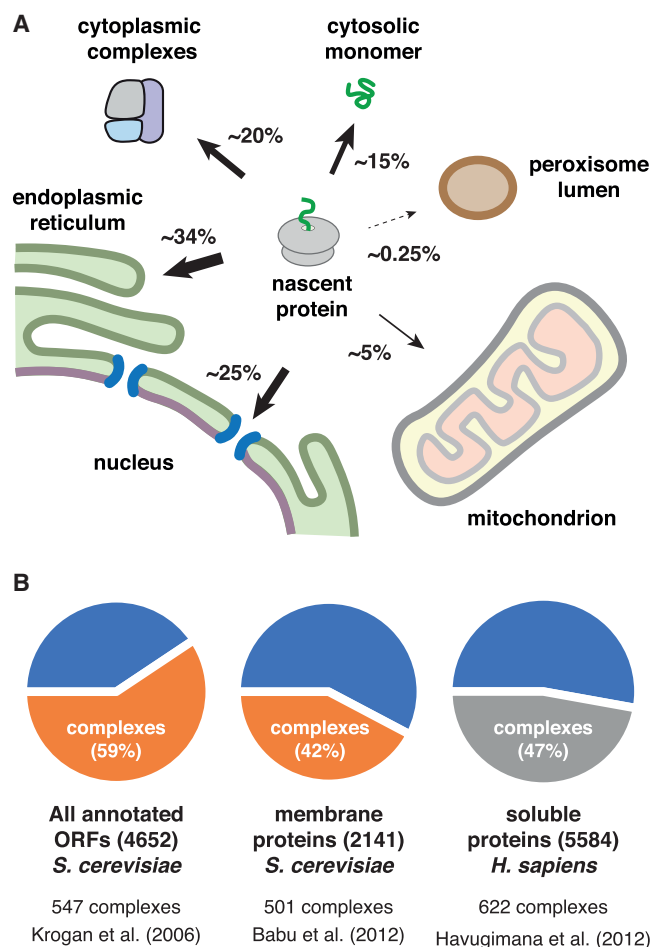 A
cytoplasmic
complexes
cytosolic
monomer
~20%
~15%
peroxisome
lumen
endoplasmic
reticulum
~34%
~0.25%
nascent
protein
~5%
~25%
nucleus
mitochondrion
B
complexes
(59%)
complexes
(42%)
complexes
(47%)
All annotated
ORFs (4652)
S. cerevisiae
membrane
proteins (2141)
S. cerevisiae
soluble
proteins (5584)
H. sapiens
547 complexes
Krogan et al. (2006)
501 complexes
Babu et al. (2012)
622 complexes
Havugimana et al. (2012)